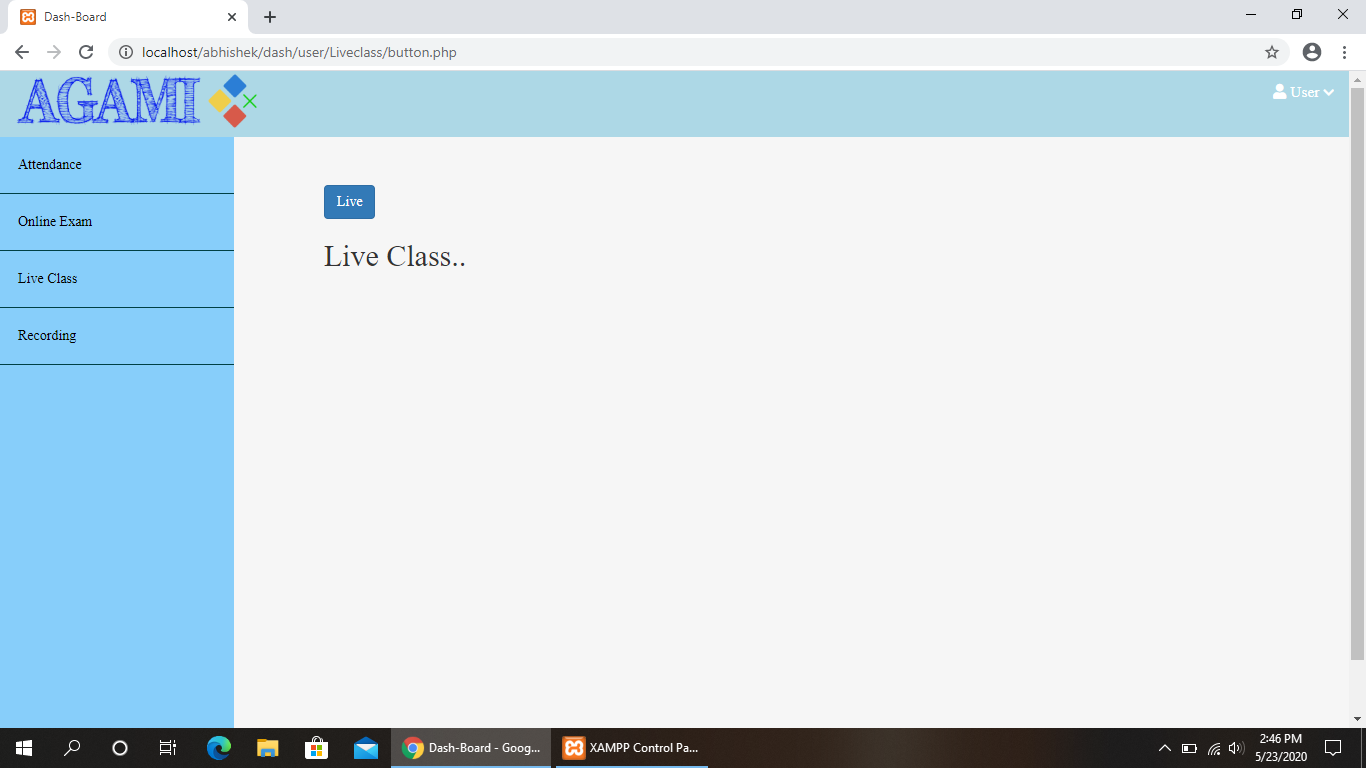 Dash-Board
localhost/abhishek/dash/user/Liveclass/button.php
AGAMI
User
Attendance
Online Exam
Live Class
Recording
Live
Live Class..
Dash-Board - Goog...
XAMPP Control Pa...
2:46 PM
5/23/2020